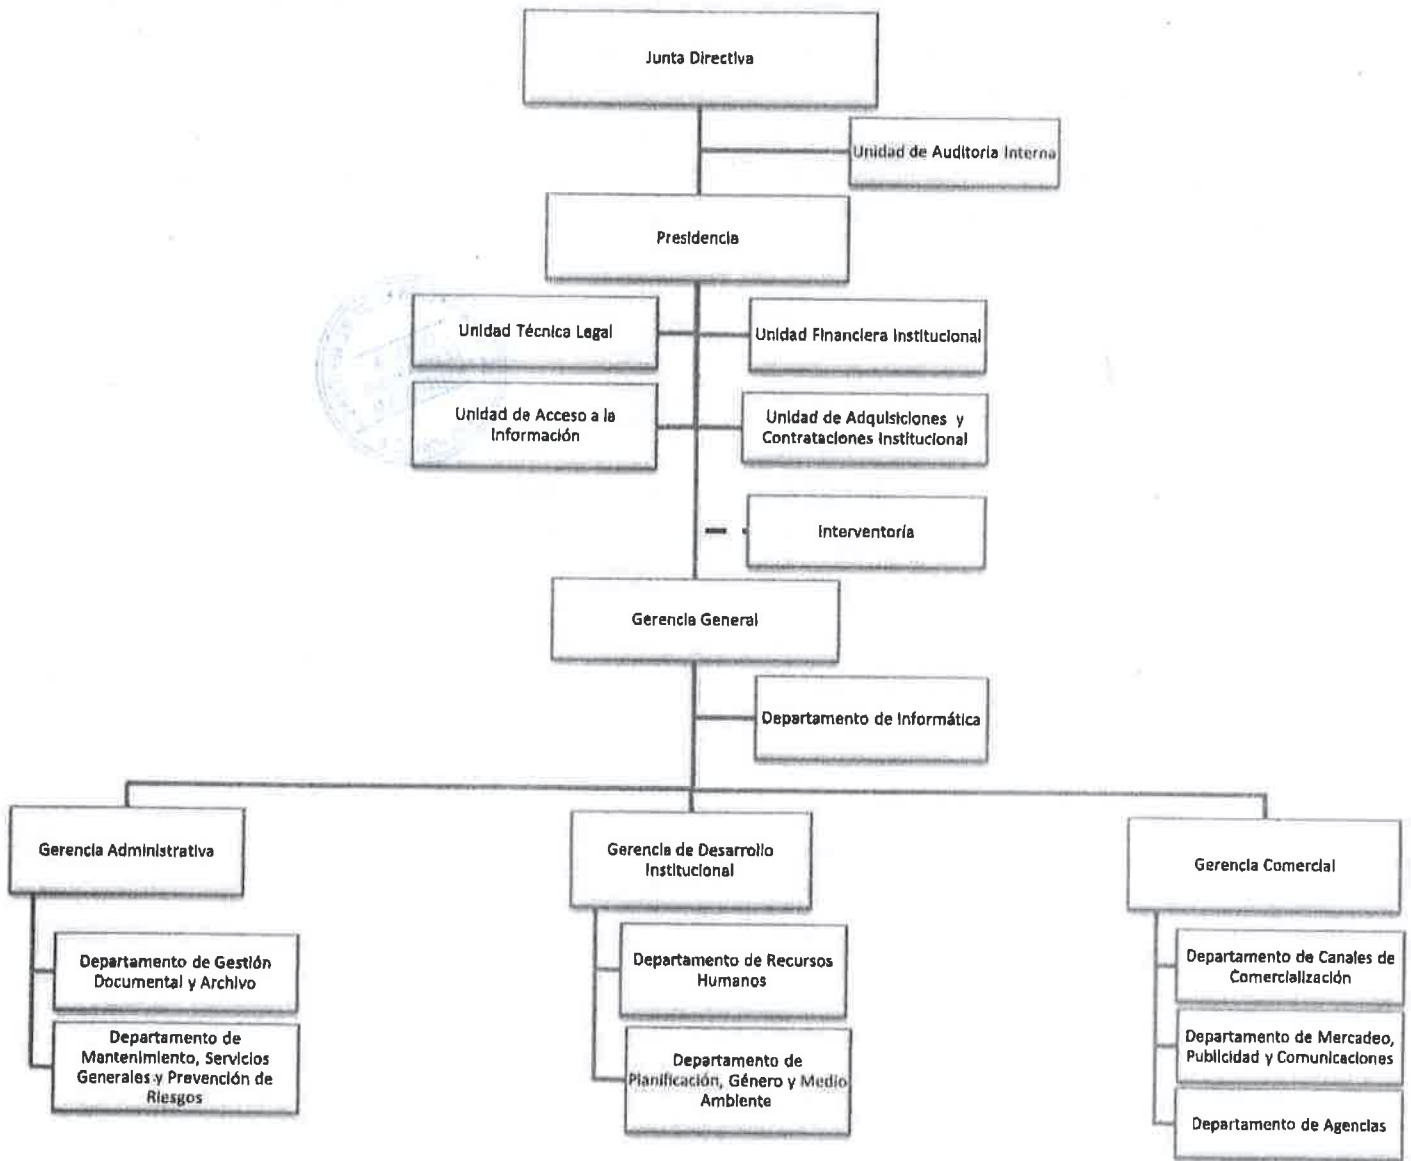 Junta Directiva
Unidad de Auditoria Interna
Presidencia
Unidad Técnica Legal
Unidad Financiera Institucional
Unidad de Acceso a la
Información
Unidad de Adquisiciones y
Contrataciones Institucional
Interventoría
Gerencia General
Departamento de Informática
Gerencia Administrativa
Gerencia de Desarrollo
Institucional
Gerencia Comercial
Departamento de Gestión
Documental y Archivo
Departamento de
Mantenimiento, Servicios
Generales y Prevención de
Riesgos
Departamento de Recursos
Humanos
Departamento de
Planificación, Género y Medio
Ambiente
Departamento de Canales de
Comercialización
Departamento de Mercadeo,
Publicidad y Comunicaciones
Departamento de Agencias